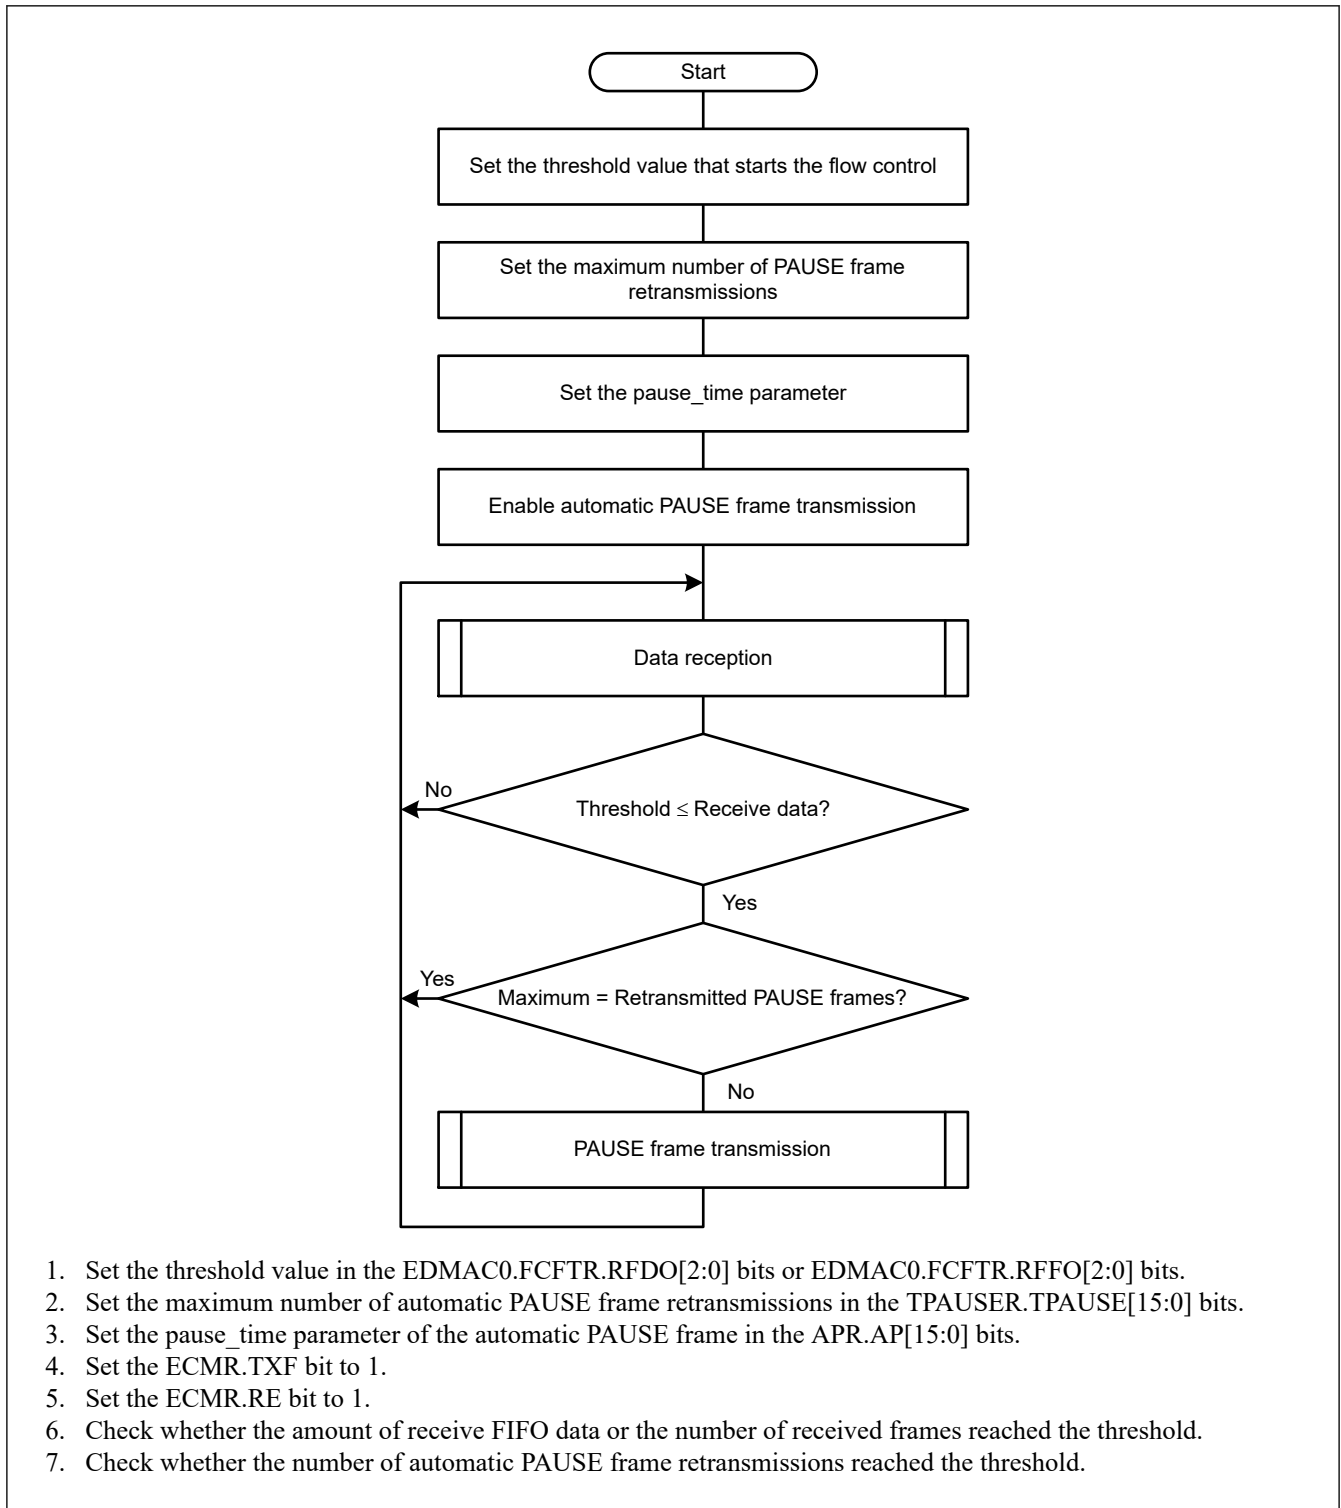 Start
Set the threshold value that starts the flow control
Set the maximum number of PAUSE frame
retransmissions
Set the pause_time parameter
Enable automatic PAUSE frame transmission
Data reception
No
Threshold ≤ Receive data?
Yes
Yes
Maximum = Retransmitted PAUSE frames?
No
PAUSE frame transmission
1. Set the threshold value in the EDMAC0.FCFTR.RFDO[2:0] bits or EDMAC0.FCFTR.RFFO[2:0] bits.
2. Set the maximum number of automatic PAUSE frame retransmissions in the TPAUSER.TPAUSE[15:0] bits.
3. Set the pause_time parameter of the automatic PAUSE frame in the APR.AP[15:0] bits.
4. Set the ECMR.TXF bit to 1.
5. Set the ECMR.RE bit to 1.
6. Check whether the amount of receive FIFO data or the number of received frames reached the threshold.
7. Check whether the number of automatic PAUSE frame retransmissions reached the threshold.